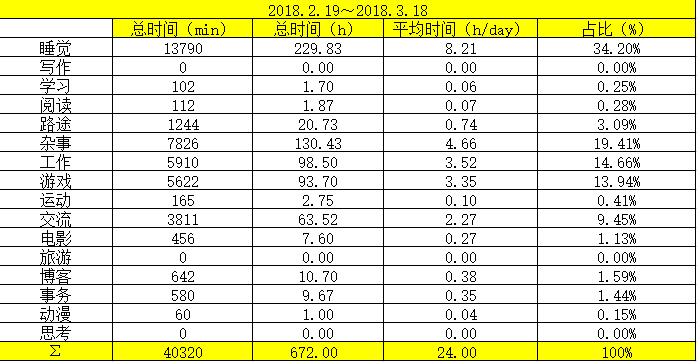 2018.2.19～2018.3.18
总时间（min） 总时间（h） 平均时间（h/day） 占比（%）
睡觉 13790 229.83 8.21 34.20%
写作 0 0.00 0.00 0.00%
学习 102 1.70 0.06 0.25%
阅读 112 1.87 0.07 0.28%
路途 1244 20.73 0.74 3.09%
杂事 7826 130.43 4.66 19.41%
工作 5910 98.50 3.52 14.66%
游戏 5622 93.70 3.35 13.94%
运动 165 2.75 0.10 0.41%
交流 3811 63.52 2.27 9.45%
电影 456 7.60 0.27 1.13%
旅游 0 0.00 0.00 0.00%
博客 642 10.70 0.38 1.59%
事务 580 9.67 0.35 1.44%
动漫 60 1.00 0.04 0.15%
思考 0 0.00 0.00 0.00%
Σ 40320 672.00 24.00 100%